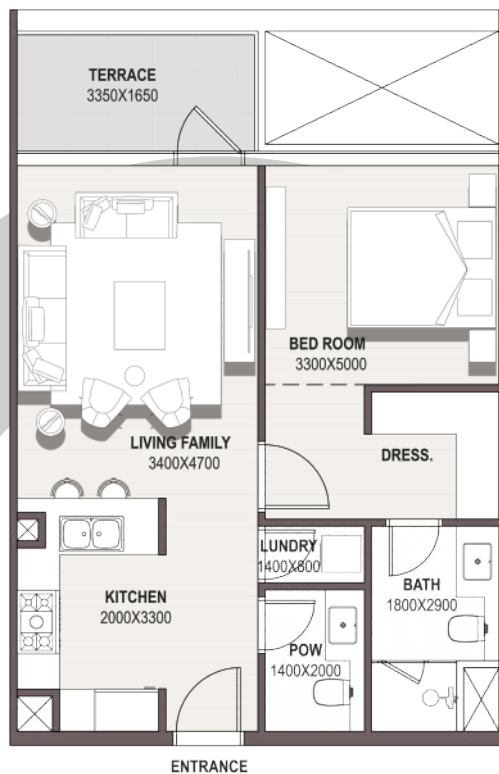 TERRACE
3350X1650
BED ROOM
3300X5000
LIVING FAMILY
3400X4700
DRESS.
LUNDRY
1400X800
BATH
1800X2900
KITCHEN
2000X3300
POW
1400X2000
ENTRANCE